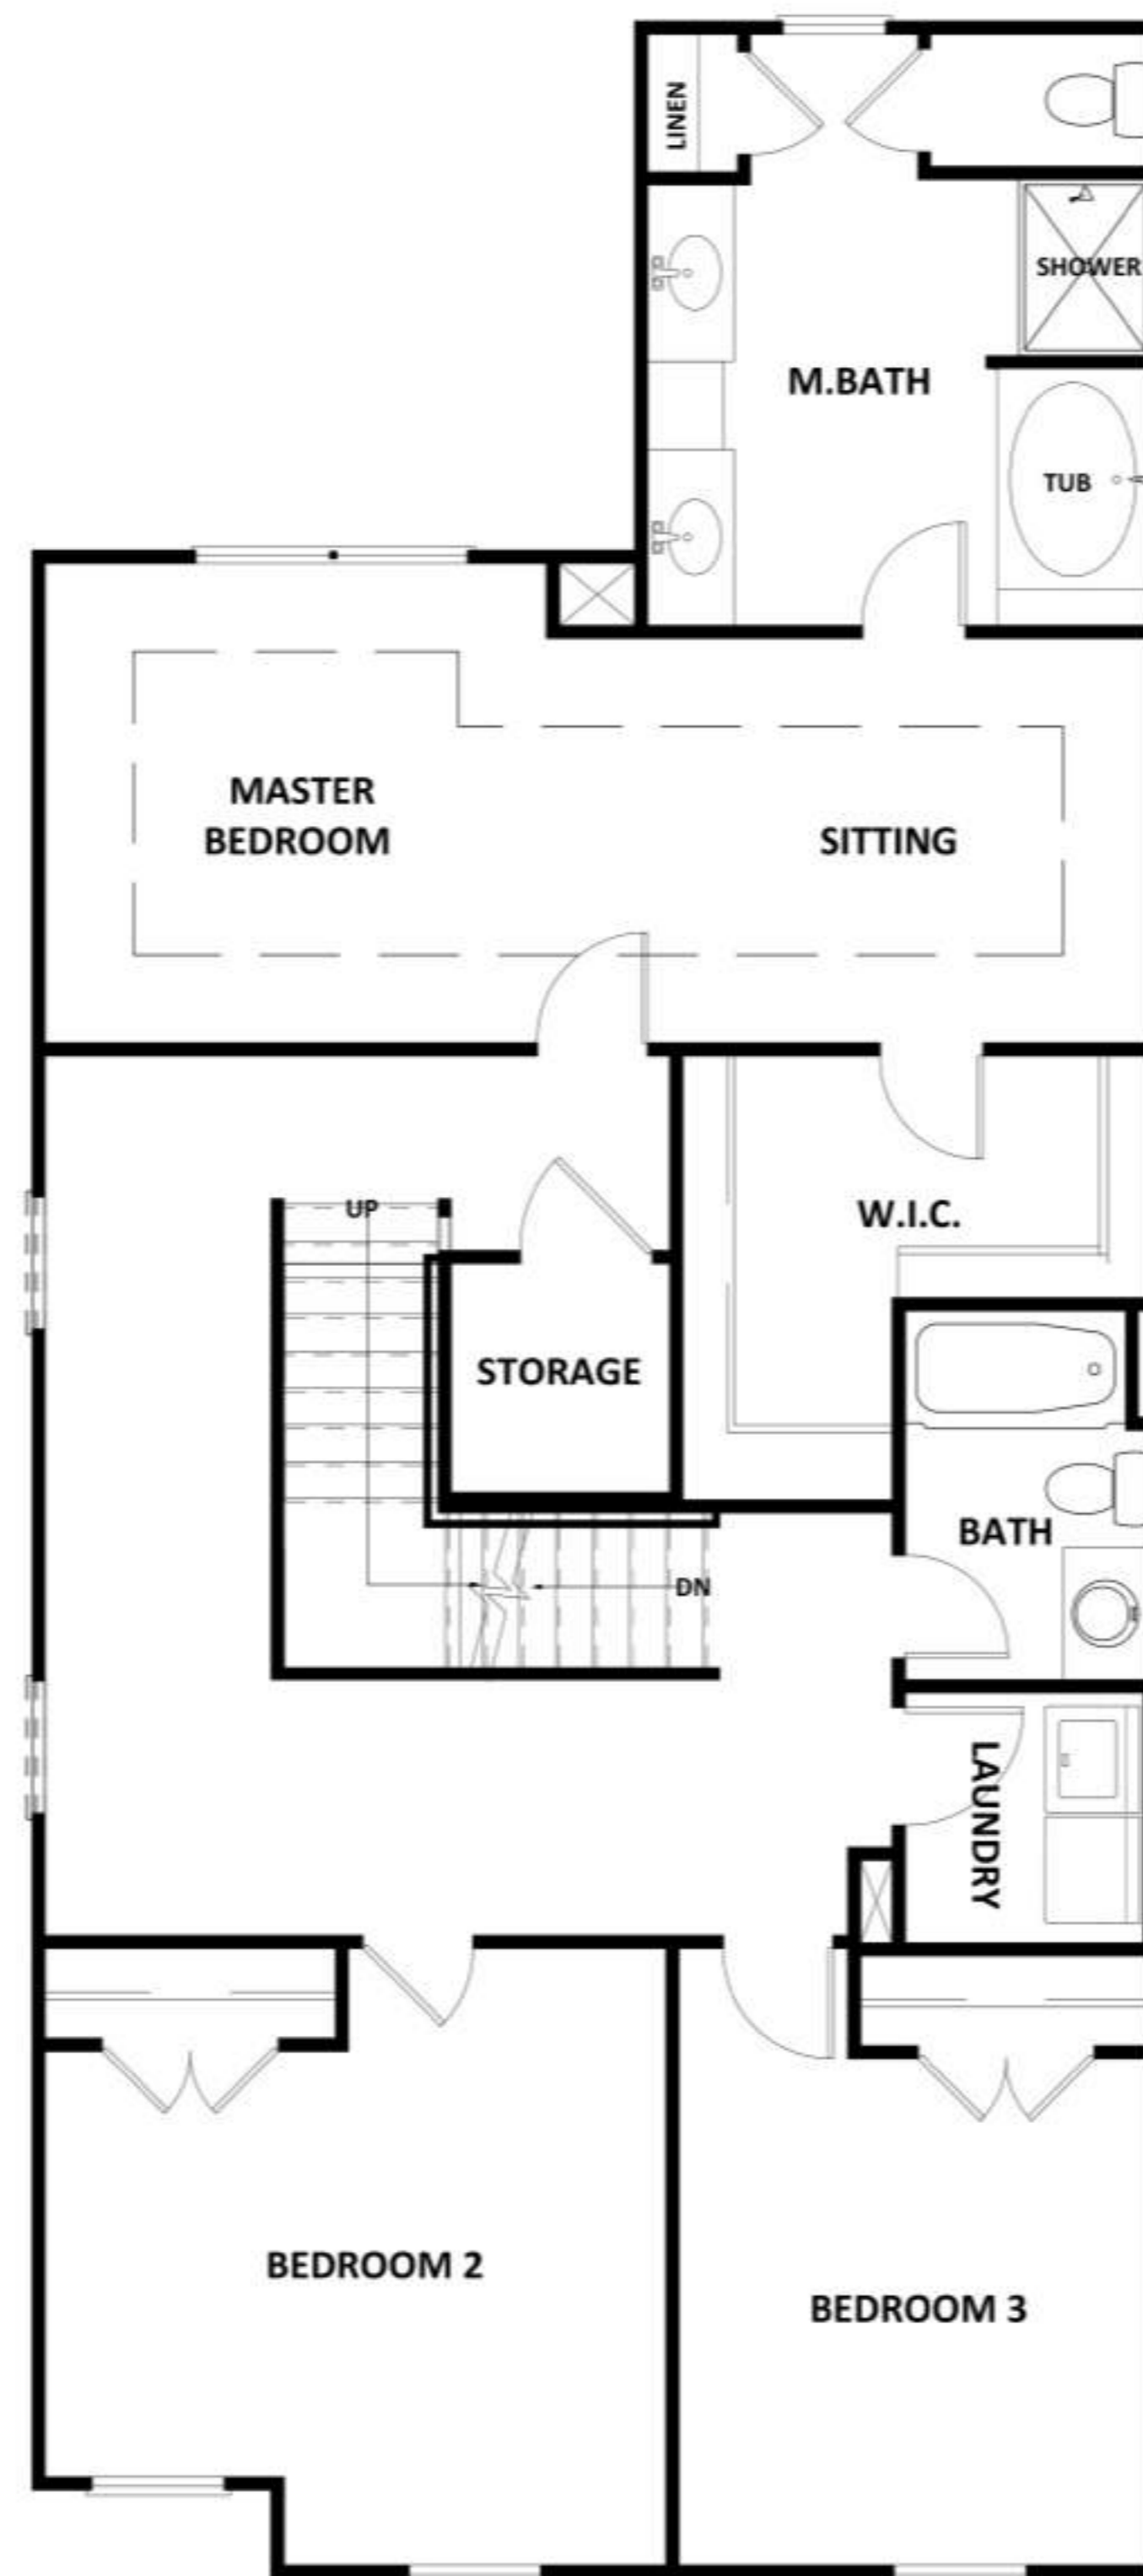 LINEN
SHOWER
M.BATH
TUB
MASTER
BEDROOM
SITTING
UP
W.I.C.
STORAGE
BATH
DN
LAUNDRY
BEDROOM 2
BEDROOM 3